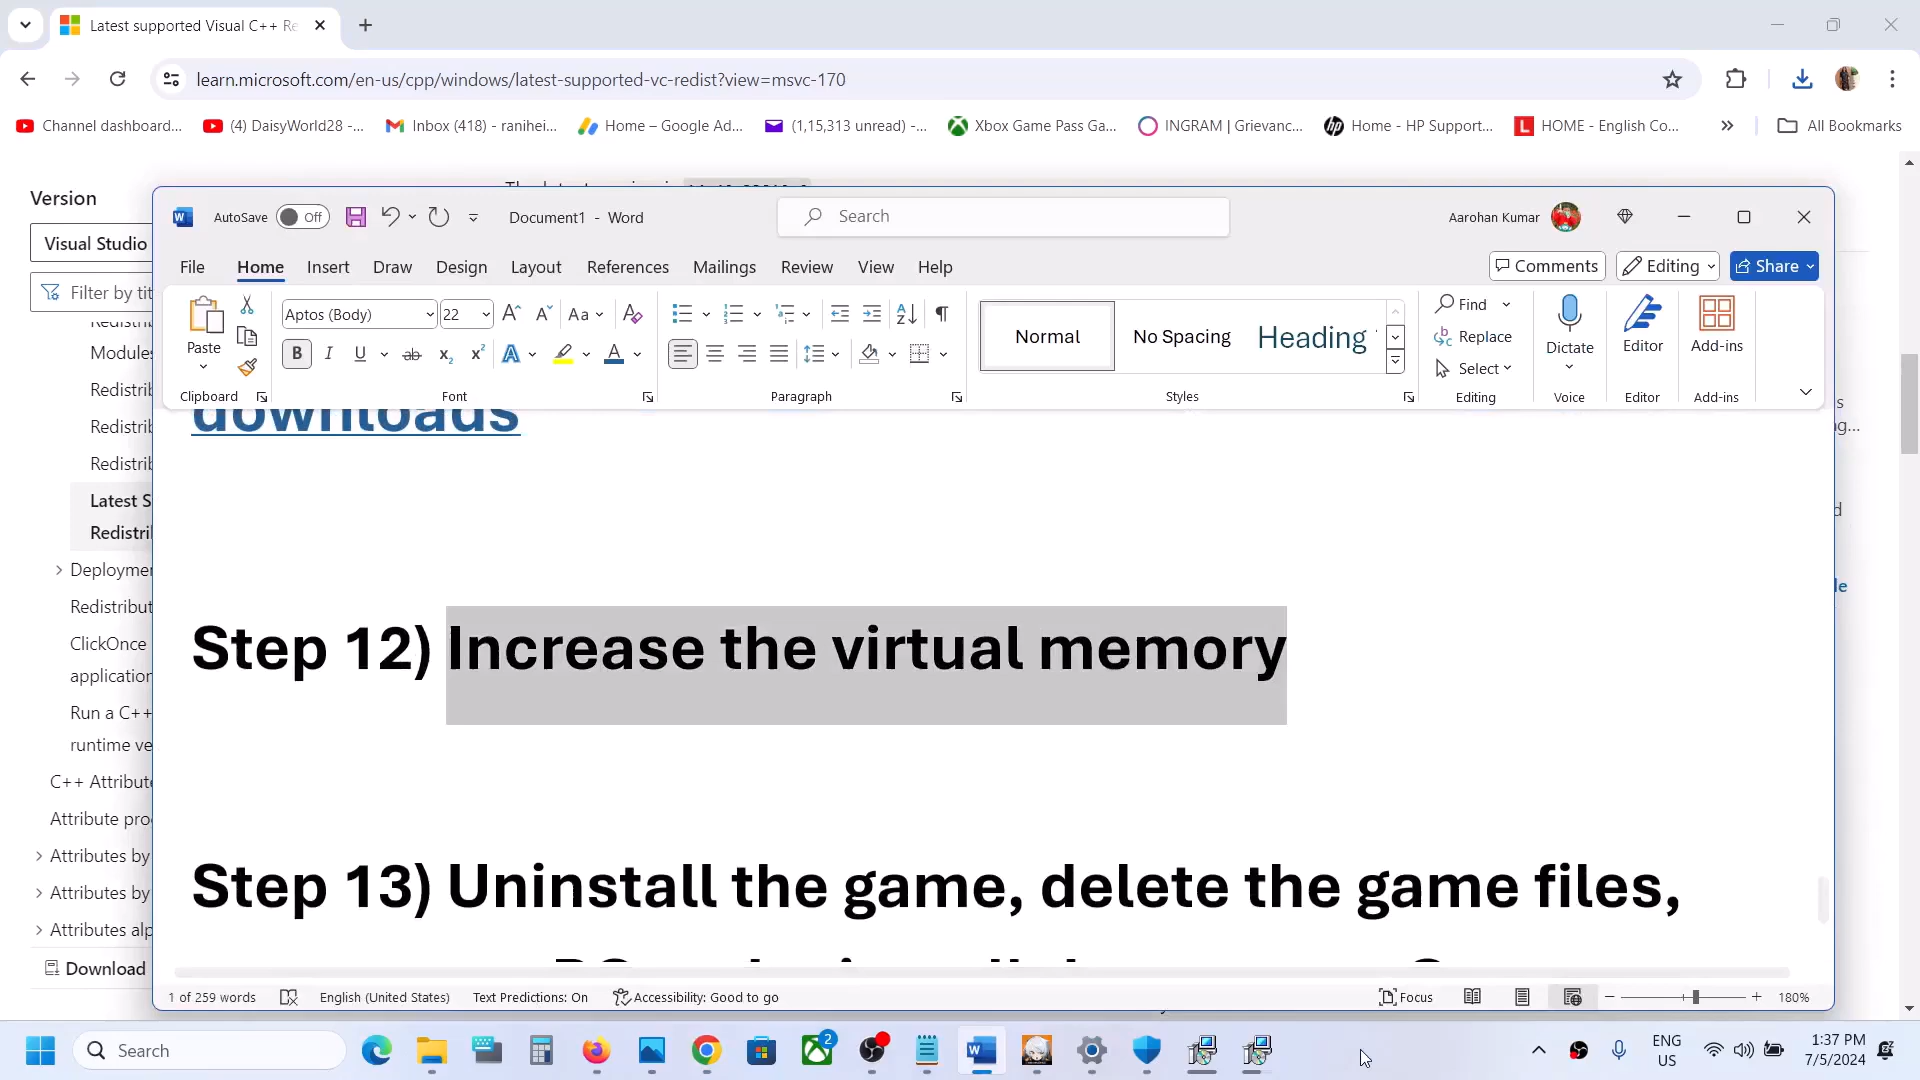 Latest supported Visual C++ Re
learn.microsoft.com/en-us/cpp/windows/latest-supported-vc-redist?view=msvc-170
Channel dashboard... (4) DaisyWorld28 -... Inbox (418) - ranihei... Home – Google Ad... (1,15,313 unread) -... Xbox Game Pass Ga... INGRAM | Grievanc... Home - HP Support... HOME - English Co... » All Bookmarks
Version
Visual Studio
Filter by tit
Modules
Redistrib
Redistrib
Redistrib
Latest S
Redistrib
Deploymen
Redistribut
ClickOnce
application
Run a C++
runtime ve
C++ Attribute
Attribute pro
Attributes by
Attributes by
Attributes alp
Download
AutoSave Off Document1 - Word Search Aarohan Kumar
File Home Insert Draw Design Layout References Mailings Review View Help Comments Editing Share
Paste Aptos (Body) 22 Aa Normal No Spacing Heading Find Replace Select Dictate Editor Add-ins
Clipboard Font Paragraph Styles Editing Voice Editor Add-ins
downloads
Step 12) Increase the virtual memory
Step 13) Uninstall the game, delete the game files,
1 of 259 words English (United States) Text Predictions: On Accessibility: Good to go Focus 180%
Search 2 ENG US 1:37 PM 7/5/2024